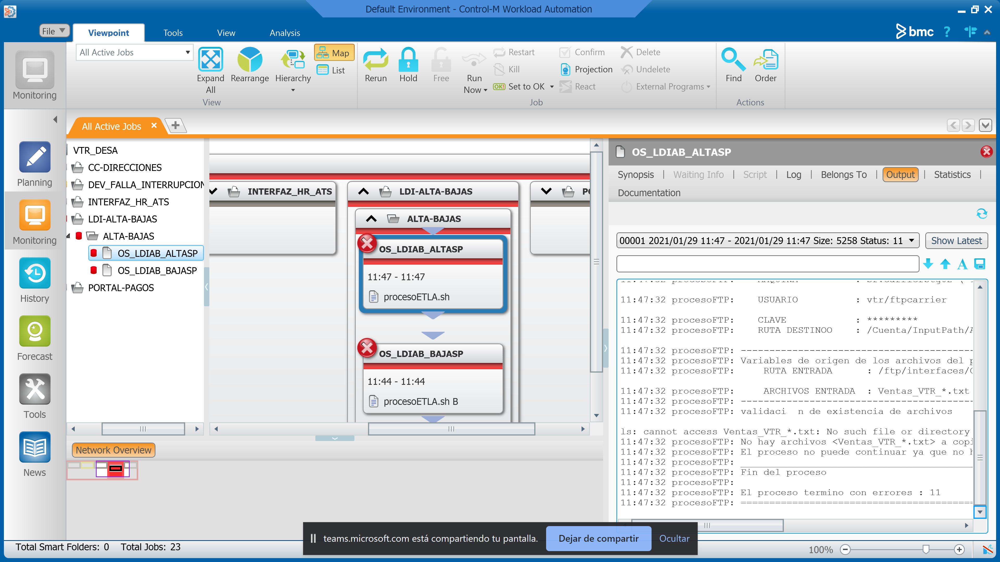 Default Environment - Control-M Workload Automation
File
Viewpoint
Tools
View
Analysis
bmc
?
Monitoring
All Active Jobs
Expand All
Rearrange
Hierarchy
Map
List
View
Rerun
Hold
Free
Run Now
Restart
Kill
Set to OK
Confirm
Projection
React
Delete
Undelete
External Programs
Job
Find
Order
Actions
All Active Jobs
Planning
Monitoring
History
Forecast
Tools
News
VTR_DESA
CC-DIRECCIONES
DEV_FALLA_INTERRUPCION
INTERFAZ_HR_ATS
LDI-ALTA-BAJAS
ALTA-BAJAS
OS_LDIAB_ALTASP
OS_LDIAB_BAJASP
PORTAL-PAGOS
INTERFAZ_HR_ATS
LDI-ALTA-BAJAS
ALTA-BAJAS
OS_LDIAB_ALTASP
11:47 - 11:47
procesoETLA.sh
OS_LDIAB_BAJASP
11:44 - 11:44
procesoETLA.sh B
Network Overview
OS_LDIAB_ALTASP
Synopsis | Waiting Info | Script | Log | Belongs To | Output | Statistics |
Documentation
00001 2021/01/29 11:47 - 2021/01/29 11:47 Size: 5258 Status: 11
Show Latest
A
11:47:32 procesoFTP: USUARIO : vtr/ftpcarrier
11:47:32 procesoFTP: CLAVE : *********
11:47:32 procesoFTP: RUTA DESTINOO : /Cuenta/InputPath/
11:47:32 procesoFTP: -----------------------------------------
11:47:32 procesoFTP: Variables de origen de los archivos del
11:47:32 procesoFTP: RUTA ENTRADA : /ftp/interfaces/
11:47:32 procesoFTP: ARCHIVOS ENTRADA : Ventas_VTR_*.txt
11:47:32 procesoFTP: -----------------------------------------
11:47:32 procesoFTP: validaci n de existencia de archivos
ls: cannot access Ventas_VTR_*.txt: No such file or directory
11:47:32 procesoFTP: No hay archivos <Ventas_VTR_*.txt> a copi
11:47:32 procesoFTP: El proceso no puede continuar ya que no
11:47:32 procesoFTP: _________________________________________
11:47:32 procesoFTP: Fin del proceso
11:47:32 procesoFTP:
11:47:32 procesoFTP: El proceso termino con errores : 11
11:47:32 procesoFTP: =========================================
teams.microsoft.com está compartiendo tu pantalla.
Dejar de compartir
Ocultar
Total Smart Folders: 0 Total Jobs: 23
100%